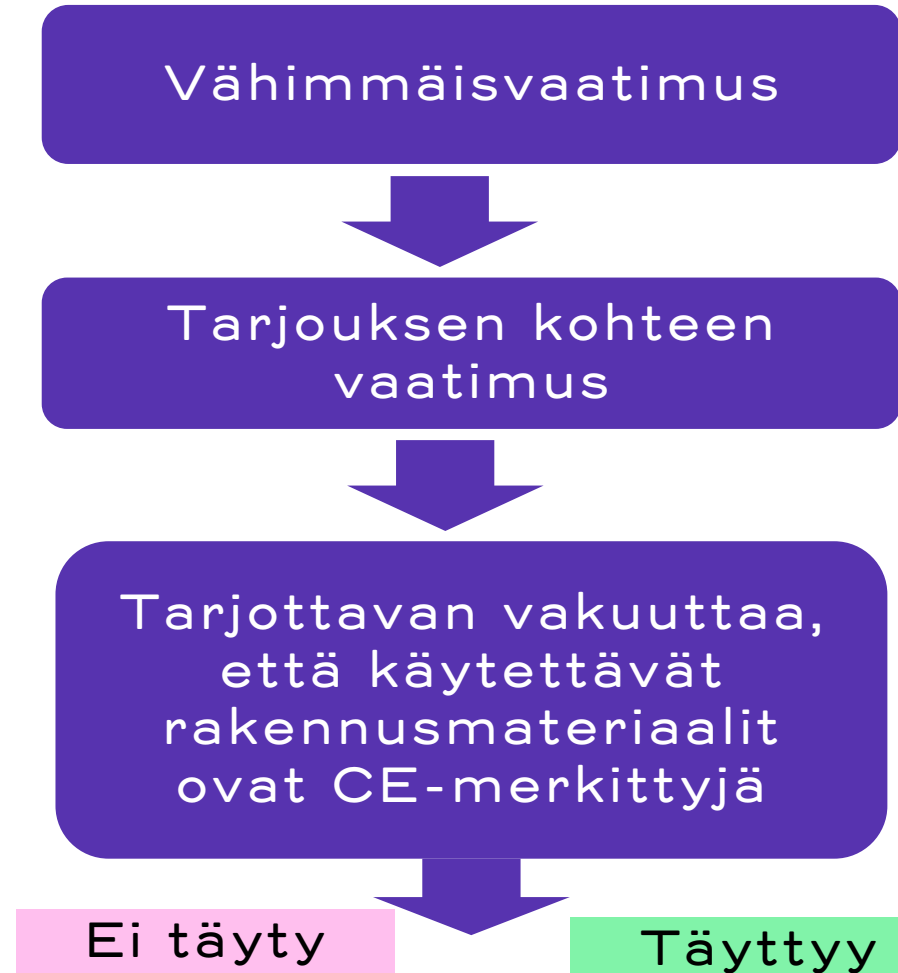 Vähimmäisvaatimus
Tarjouksen kohteen
vaatimus
Tarjottavan vakuuttaa,
että käytettävät
rakennusmateriaalit
ovat CE-merkittyjä
Ei täyty
Täyttyy